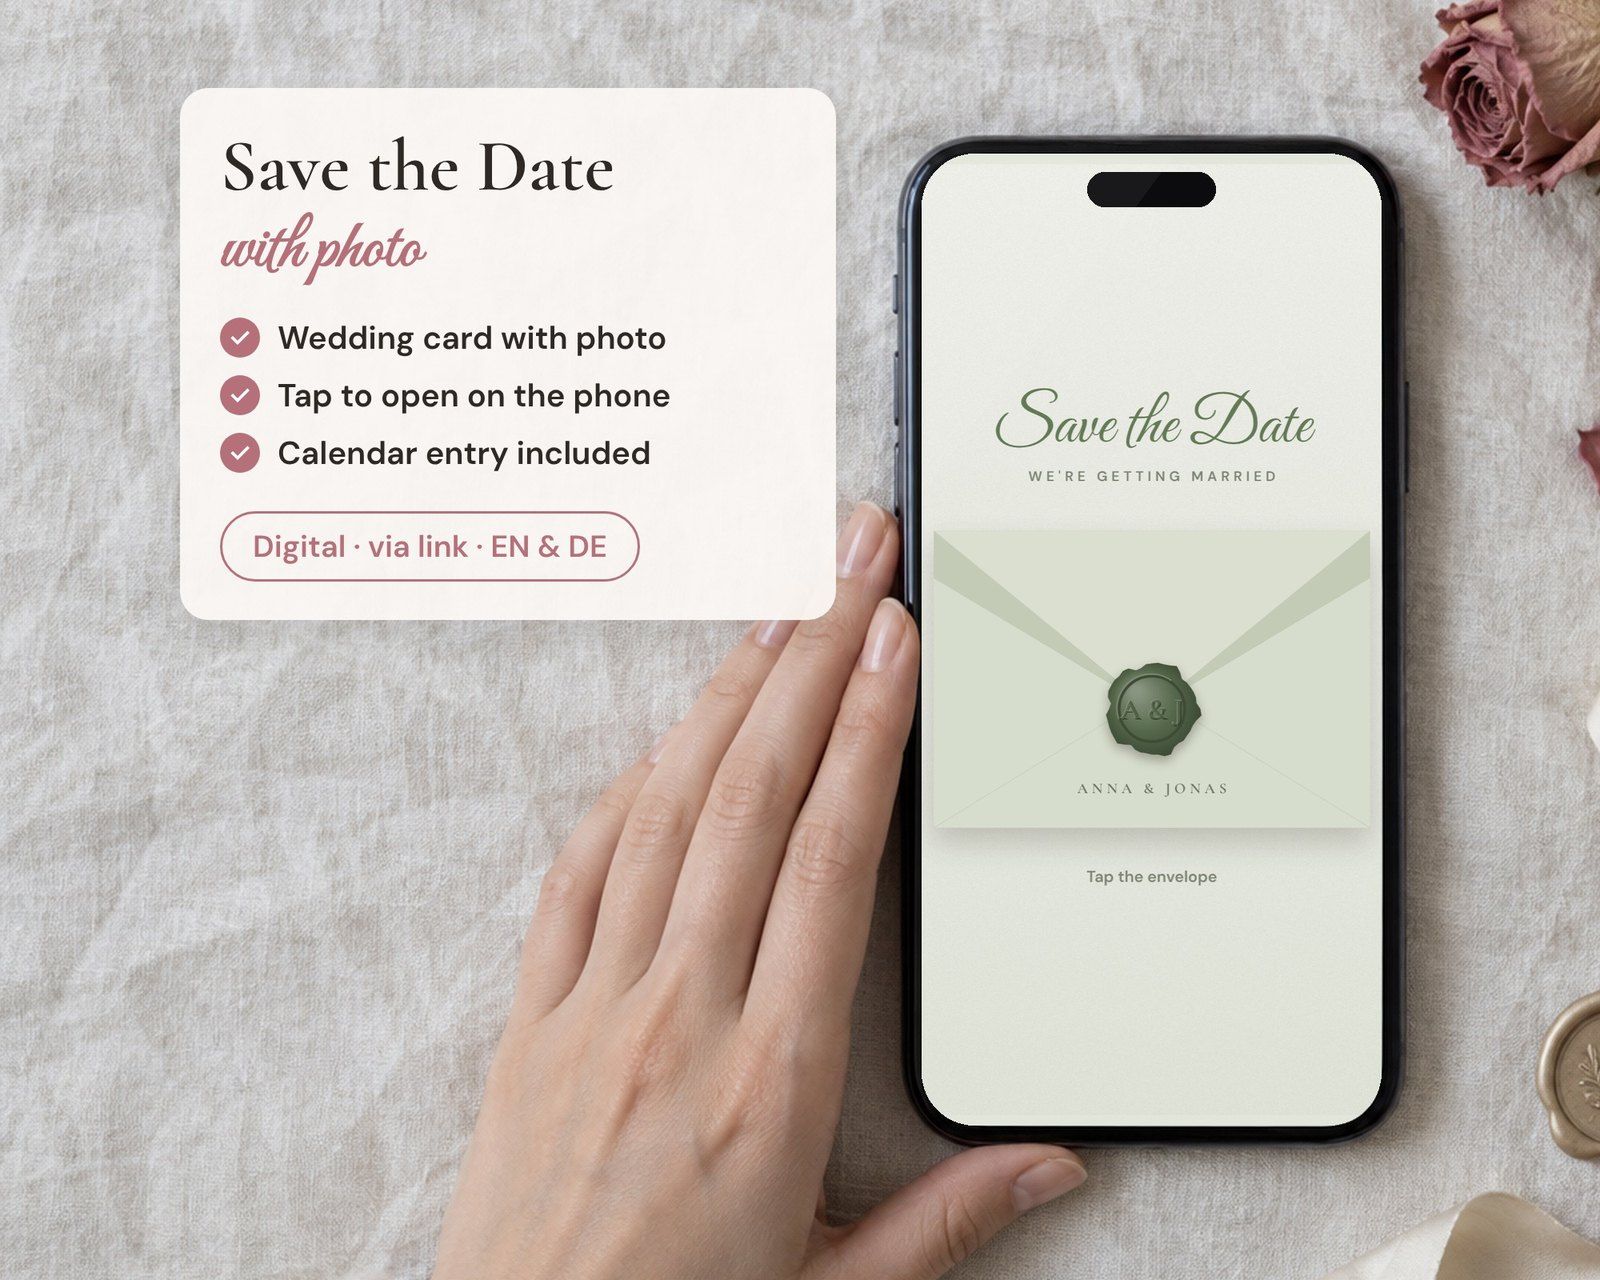 Save the Date
with photo
Wedding card with photo
Tap to open on the phone
Calendar entry included
Digital · via link · EN & DE
Save the Date
WE'RE GETTING MARRIED
A & J
ANNA & JONAS
Tap the envelope